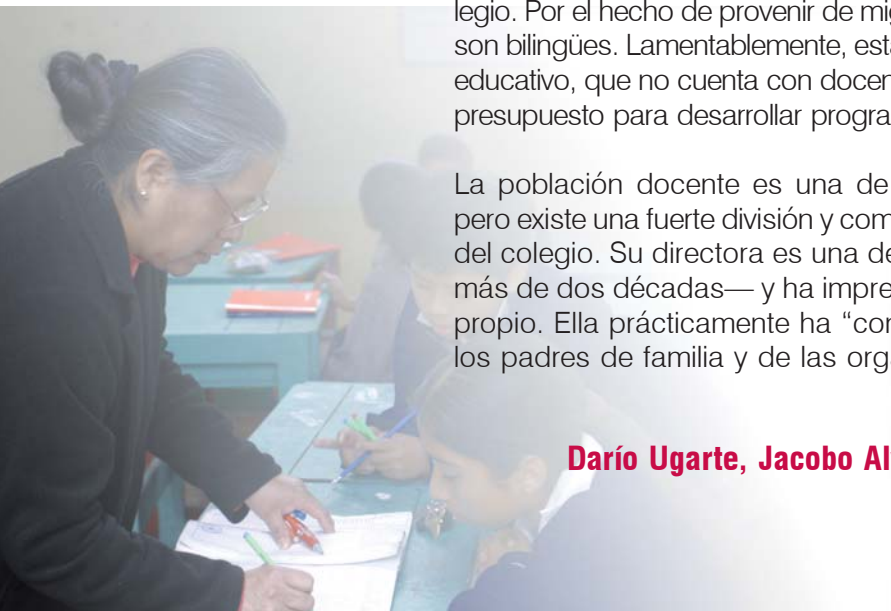 legio. Por el hecho de provenir de mi
son bilingües. Lamentablemente, est
educativo, que no cuenta con docen
presupuesto para desarrollar progra
La población docente es una de
pero existe una fuerte división y com
del colegio. Su directora es una de
más de dos décadas— y ha impre
propio. Ella prácticamente ha “con
los padres de familia y de las org
Darío Ugarte, Jacobo Al